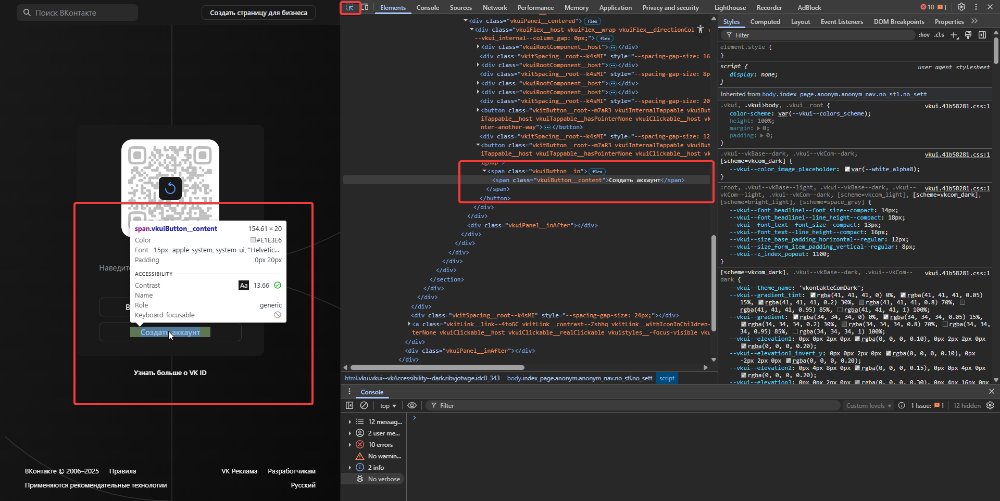 Поиск ВКонтакте
Создать страницу для бизнеса
Наведите
В
span.vkuiButton__content 154.61 × 20
Color #E1E3E6
Font 15px -apple-system, system-ui, "Helvetic...
Padding 0px 20px
ACCESSIBILITY
Contrast Aa 13.66
Name
Role generic
Keyboard-focusable
Создать аккаунт
Узнать больше о VK ID
ВКонтакте © 2006–2025 Правила VK Реклама Разработчикам
Применяются рекомендательные технологии Русский
Elements Console Sources Network Performance Memory Application Privacy and security Lighthouse Recorder AdBlock 10 1
<div class="vkuiPanel__centered"> flex
<div class="vkuiFlex__host vkuiFlex__wrap vkuiFlex__directionCol
--vkui_internal--column_gap: 0px;"> flex
<div class="vkuiRootComponent__host"> … </div>
<div class="vkitSpacing__root--k4sMI" style="--spacing-gap-size: 16
<div class="vkuiRootComponent__host"> … </div>
<div class="vkitSpacing__root--k4sMI" style="--spacing-gap-size: 8p
<div class="vkuiRootComponent__host"> … </div>
<div class="vkuiRootComponent__host"> … </div>
<div class="vkitSpacing__root--k4sMI" style="--spacing-gap-size: 20
<button class="vkitButton__root--m7aR3 vkuiInternalTappable vkuiBut
iTappable__host vkuiTappable__hasPointerNone vkuiClickable__host vk
nter-another-way"> … </button>
<div class="vkitSpacing__root--k4sMI" style="--spacing-gap-size: 12
<button class="vkitButton__root--m7aR3 vkuiInternalTappable vkuiBut
iTappable__host vkuiTappable__hasPointerNone vkuiClickable__host vk
ignup">
<span class="vkuiButton__in"> flex
<span class="vkuiButton__content">Создать аккаунт</span>
</span>
</button>
</div>
</div>
<div class="vkuiPanel__inAfter"></div>
</div>
</div>
</div>
</div>
</div>
</section>
</div>
</div>
</div>
<div class="vkitSpacing__root--k4sMI" style="--spacing-gap-size: 24px;"></div>
<a class="vkitLink__link--4toGC vkitLink__contrast--Zshhq vkitLink__withIconInChildren-
terNone vkuiClickable__host vkuiClickable__realClickable vkuistyles__-focus-visible vku
</div>
<div class="vkuiPanel__inAfter"></div>
</div>
html.vkui.vkui--vkAccessibility--dark.ribvjotwge.idc0_343 body.index_page.anonym.anonym_nav.no_stl.no_sett script
Styles Computed Layout Event Listeners DOM Breakpoints Properties
Filter :hov .cls
element.style {
}
script { user agent stylesheet
display: none;
}
Inherited from body.index_page.anonym.anonym_nav.no_stl.no_sett
.vkui, .vkui>body, .vkui__root { vkui.41b58281.css:1
color-scheme: var(--vkui--colors_scheme);
height: 100%;
margin: 0;
padding: 0;
}
.vkui--vkBase--dark, .vkui--vkCom--dark, vkui.41b58281.css:1
[scheme=vkcom_dark] {
--vkui--color_image_placeholder: var(--white_alpha8);
}
:root, .vkui--vkBase--light, .vkui--vkBase--dark, .vkui-- vkui.41b58281.css:1
vkCom--light, .vkui--vkCom--dark, [scheme=vkcom_light], [scheme=vkcom_dark],
[scheme=bright_light], [scheme=space_gray] {
--vkui--font_headline1--font_size--compact: 14px;
--vkui--font_headline1--line_height--compact: 18px;
--vkui--font_text--font_size--compact: 13px;
--vkui--font_text--line_height--compact: 16px;
--vkui--size_base_padding_horizontal--regular: 12px;
--vkui--size_form_item_padding_vertical--regular: 8px;
--vkui--z_index_popout: 1100;
}
[scheme=vkcom_dark], .vkui--vkBase--dark, .vkui--vkCom-- vkui.41b58281.css:1
dark {
--vkui--theme_name: 'vkontakteComDark';
--vkui--gradient_tint: rgba(41, 41, 41, 0) 0%, rgba(41, 41, 41, 0.05)
15%, rgba(41, 41, 41, 0.2) 30%, rgba(41, 41, 41, 0.8) 70%,
rgba(41, 41, 41, 0.95) 85%, rgba(41, 41, 41, 1) 100%;
--vkui--gradient: rgba(34, 34, 34, 0) 0%, rgba(34, 34, 34, 0.05) 15%,
rgba(34, 34, 34, 0.2) 30%, rgba(34, 34, 34, 0.8) 70%, rgba(34, 34,
34, 0.95) 85%, rgba(34, 34, 34, 1) 100%;
--vkui--elevation1: 0px 0px 2px 0px rgba(0, 0, 0, 0.10), 0px 2px 2px 0px
rgba(0, 0, 0, 0.20);
--vkui--elevation1_invert_y: 0px 0px 2px 0px rgba(0, 0, 0, 0.10), 0px
-2px 2px 0px rgba(0, 0, 0, 0.20);
--vkui--elevation2: 0px 4px 8px 0px rgba(0, 0, 0, 0.15), 0px 0px 4px 0px
rgba(0, 0, 0, 0.20);
--vkui--elevation3: 0px 0px 2px 0px rgba(0, 0, 0, 0.30), 0px 4px 16px 0px
Console
top Filter Custom levels 1 Issue: 1 12 hidden
12 messag...
2 user me...
10 errors
No warnin...
2 info
No verbose